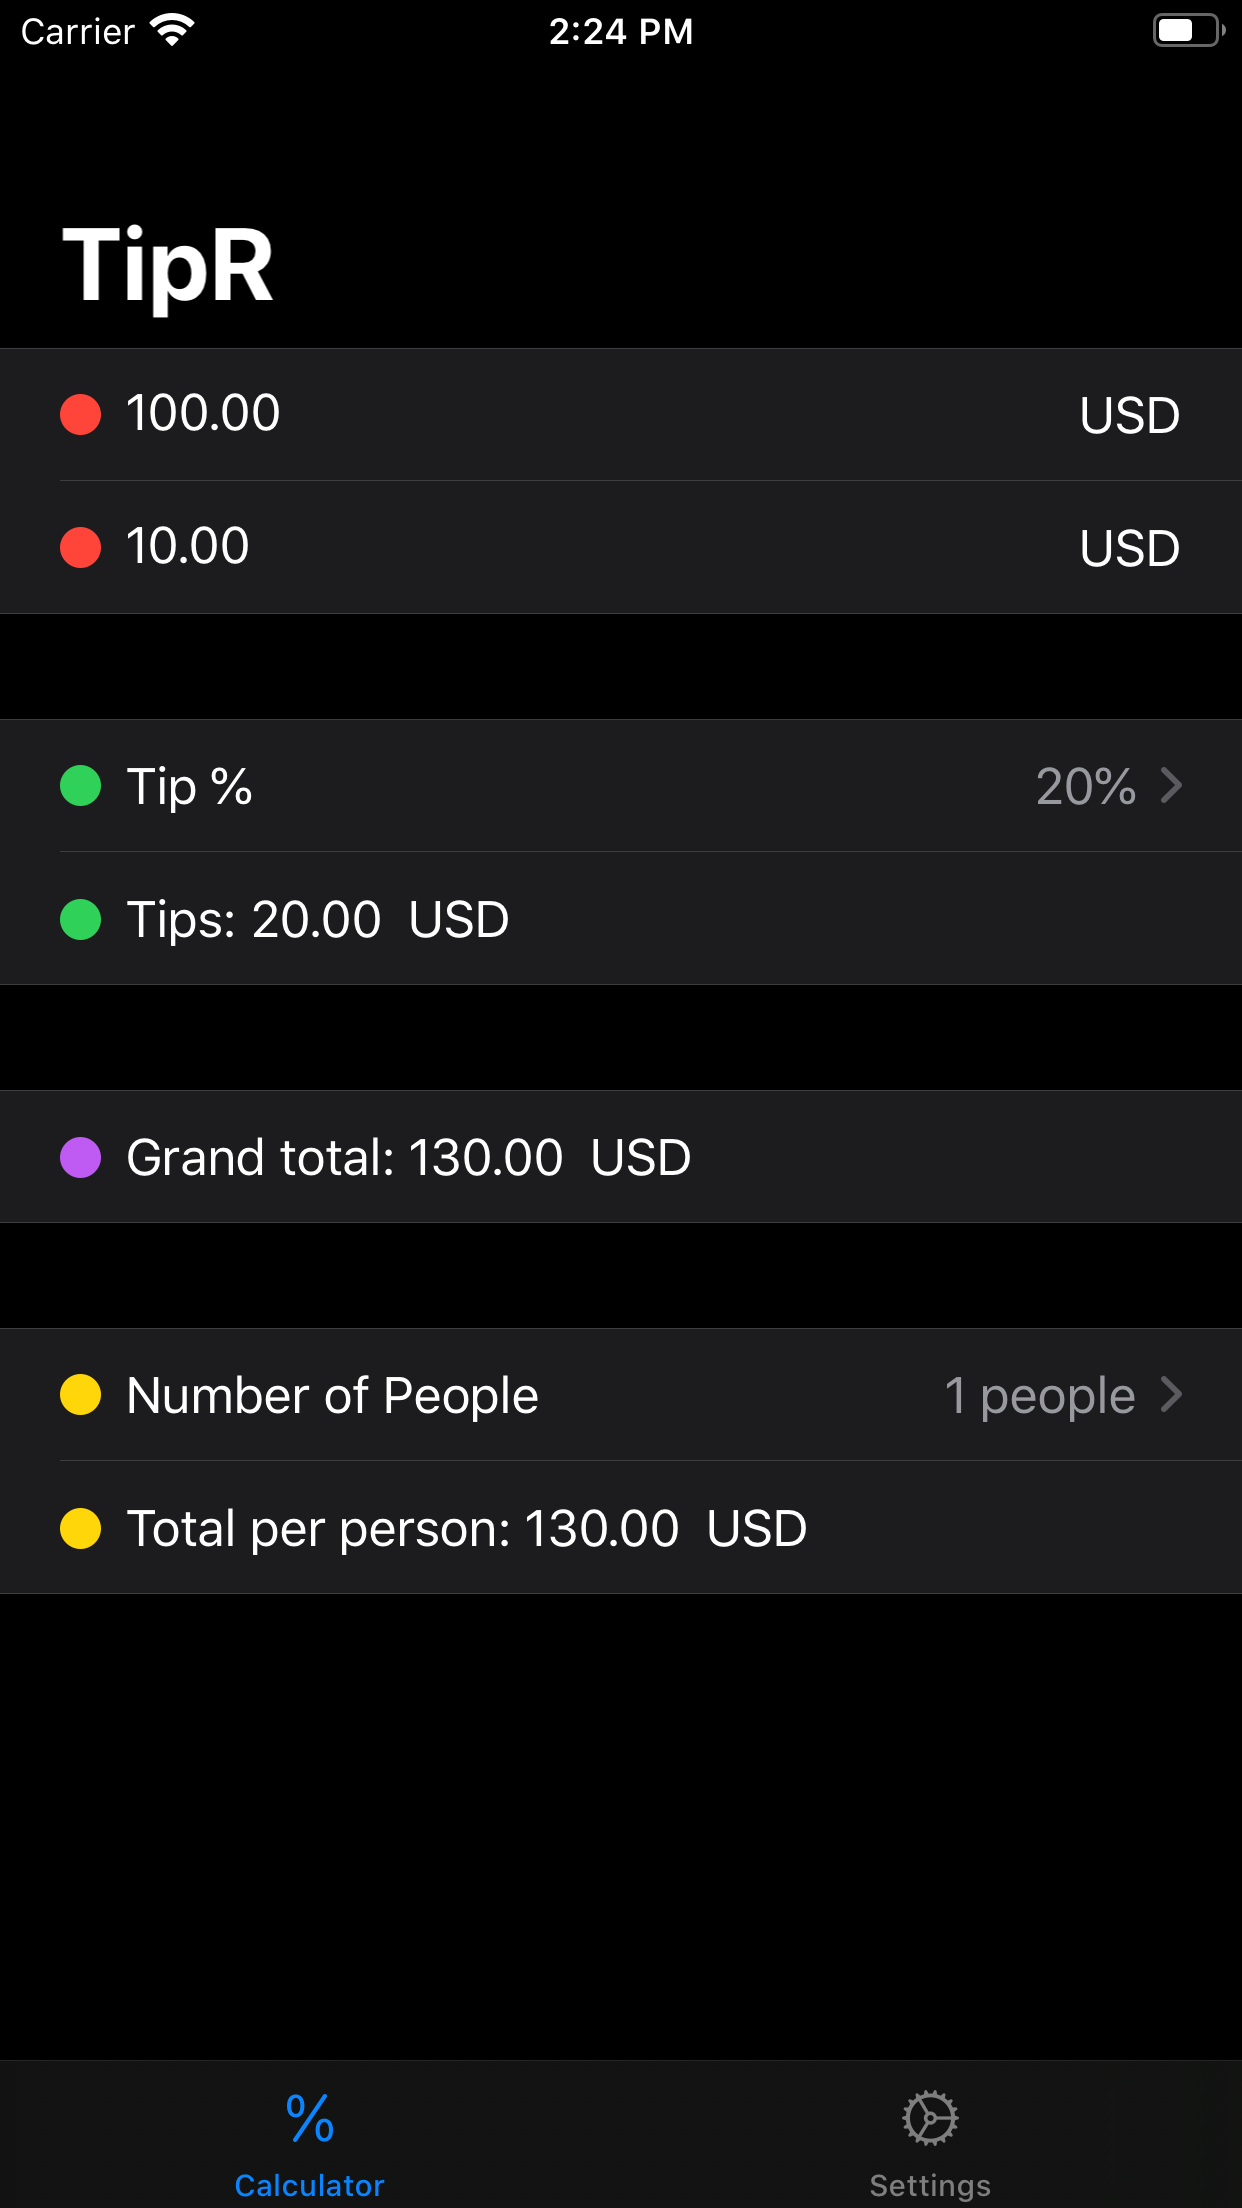 Carrier 2:24 PM
TipR
100.00 USD
10.00 USD
Tip % 20%
Tips: 20.00 USD
Grand total: 130.00 USD
Number of People 1 people
Total per person: 130.00 USD
% 
Calculator Settings